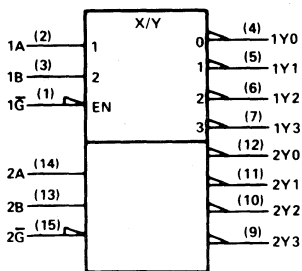 X/Y
1A (2) 1 0 (4) 1Y0
1B (3) 2 1 (5) 1Y1
1G̅ (1) EN 2 (6) 1Y2
3 (7) 1Y3
(12) 2Y0
2A (14) (11) 2Y1
2B (13) (10) 2Y2
2G̅ (15) (9) 2Y3